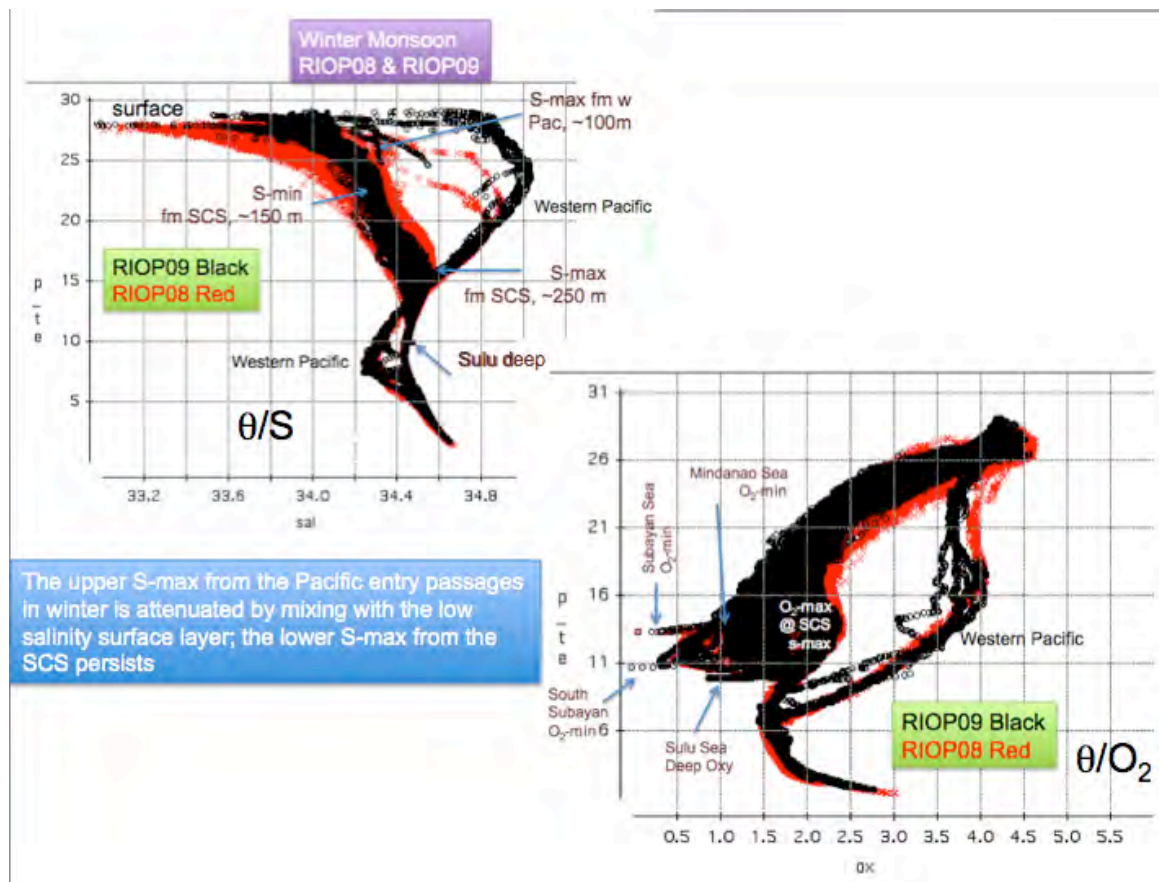 Winter Monsoon
RIOP08 & RIOP09
30
25
20
15
10
5
p_te
surface
S-max fm w
Pac, ~100m
S-min
fm SCS, ~150 m
Western Pacific
RIOP09 Black
RIOP08 Red
S-max
fm SCS, ~250 m
Western Pacific
Sulu deep
θ/S
33.2 33.6 34.0 34.4 34.8
sal
The upper S-max from the Pacific entry passages
in winter is attenuated by mixing with the low
salinity surface layer; the lower S-max from the
SCS persists
31
26
21
16
11
6
p_te
Mindanao Sea
O₂-min
Subayan Sea
O₂-min
O₂-max
@ SCS
s-max
Western Pacific
South
Subayan
O₂-min
Sulu Sea
Deep Oxy
RIOP09 Black
RIOP08 Red
θ/O₂
0.5 1.0 1.5 2.0 2.5 3.0 3.5 4.0 4.5 5.0 5.5
ox